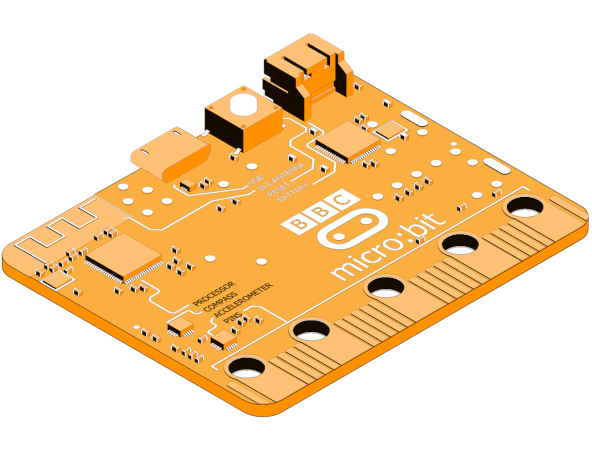 USB
BLE ANTENNA
RESET
BATTERY
BBC
micro:bit
PROCESSOR
COMPASS
ACCELEROMETER
PINS